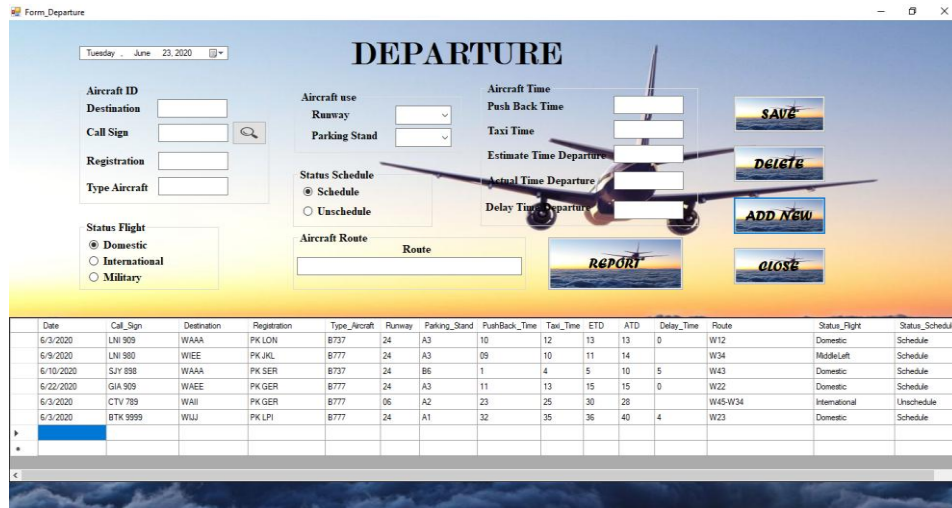 Form_Departure
Tuesday , June 23, 2020
DEPARTURE
Aircraft ID
Destination
Call Sign
Registration
Type Aircraft
Status Flight
Domestic
International
Military
Aircraft use
Runway
Parking Stand
Status Schedule
Schedule
Unschedule
Aircraft Route
Route
Aircraft Time
Push Back Time
Taxi Time
Estimate Time Departure
Actual Time Departure
Delay Time Departure
REPORT
SAVE
DELETE
ADD NEW
CLOSE
Date Call_Sign Destination Registration Type_Aircraft Runway Parking_Stand PushBack_Time Taxi_Time ETD ATD Delay_Time Route Status_Flight Status_Schedul
6/3/2020 LNI 909 WAAA PK LON B737 24 A3 10 12 13 13 0 W12 Domestic Schedule
6/9/2020 LNI 980 WIEE PK JKL B777 24 A3 09 10 11 14 W34 MiddleLeft Schedule
6/10/2020 SJY 898 WAAA PK SER B737 24 B6 1 4 5 10 5 W43 Domestic Schedule
6/22/2020 GIA 909 WAEE PK GER B777 24 A3 11 13 15 15 0 W22 Domestic Schedule
6/3/2020 CTV 789 WAII PK GER B777 06 A2 23 25 30 28 W45-W34 International Unschedule
6/3/2020 BTK 9999 WIJJ PK LPI B777 24 A1 32 35 36 40 4 W23 Domestic Schedule